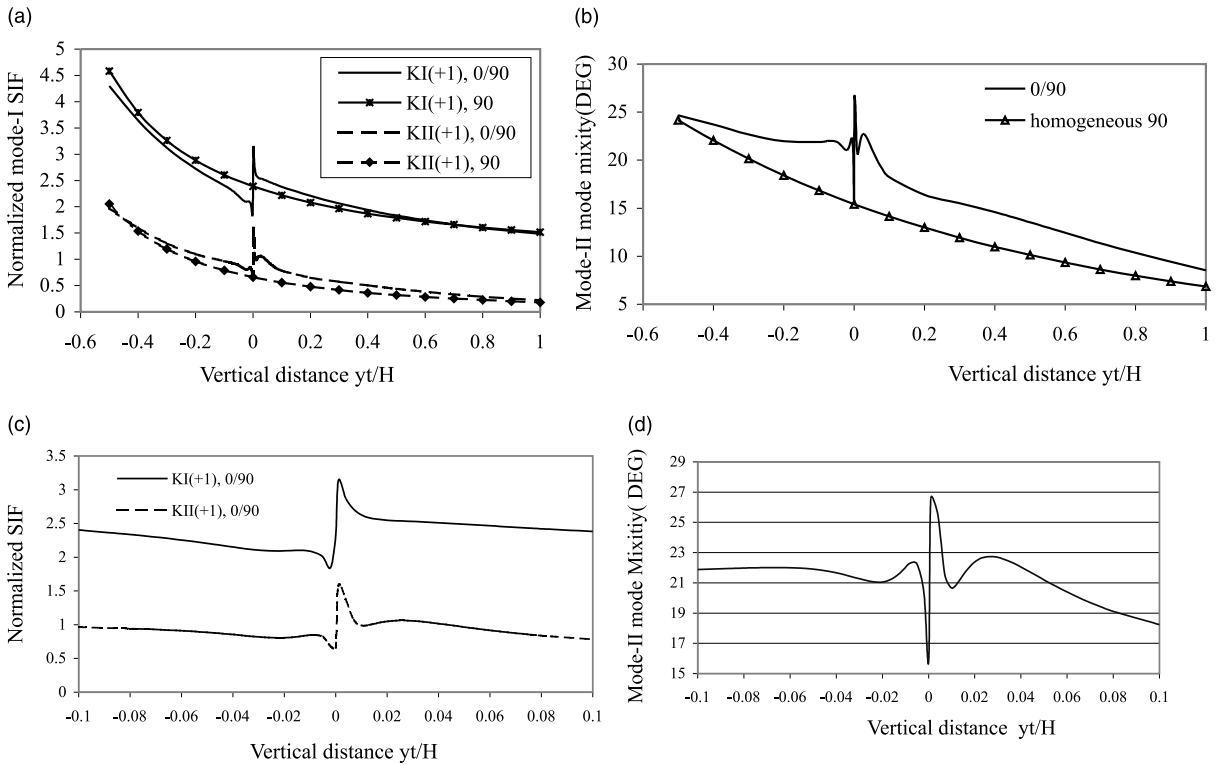 (a)
5
4.5
4
3.5
3
2.5
2
1.5
1
0.5
0
Normalized mode-I SIF
KI(+1), 0/90
KI(+1), 90
KII(+1), 0/90
KII(+1), 90
-0.6 -0.4 -0.2 0 0.2 0.4 0.6 0.8 1
Vertical distance yt/H
(b)
30
25
20
15
10
5
Mode-II mode mixity(DEG)
0/90
homogeneous 90
-0.6 -0.4 -0.2 0 0.2 0.4 0.6 0.8 1
Vertical distance yt/H
(c)
3.5
3
2.5
2
1.5
1
0.5
0
Normalized SIF
KI(+1), 0/90
KII(+1), 0/90
-0.1 -0.08 -0.06 -0.04 -0.02 0 0.02 0.04 0.06 0.08 0.1
Vertical distance yt/H
(d)
29
27
25
23
21
19
17
15
Mode-II mode Mixitiy( DEG)
-0.1 -0.08 -0.06 -0.04 -0.02 0 0.02 0.04 0.06 0.08 0.1
Vertical distance yt/H